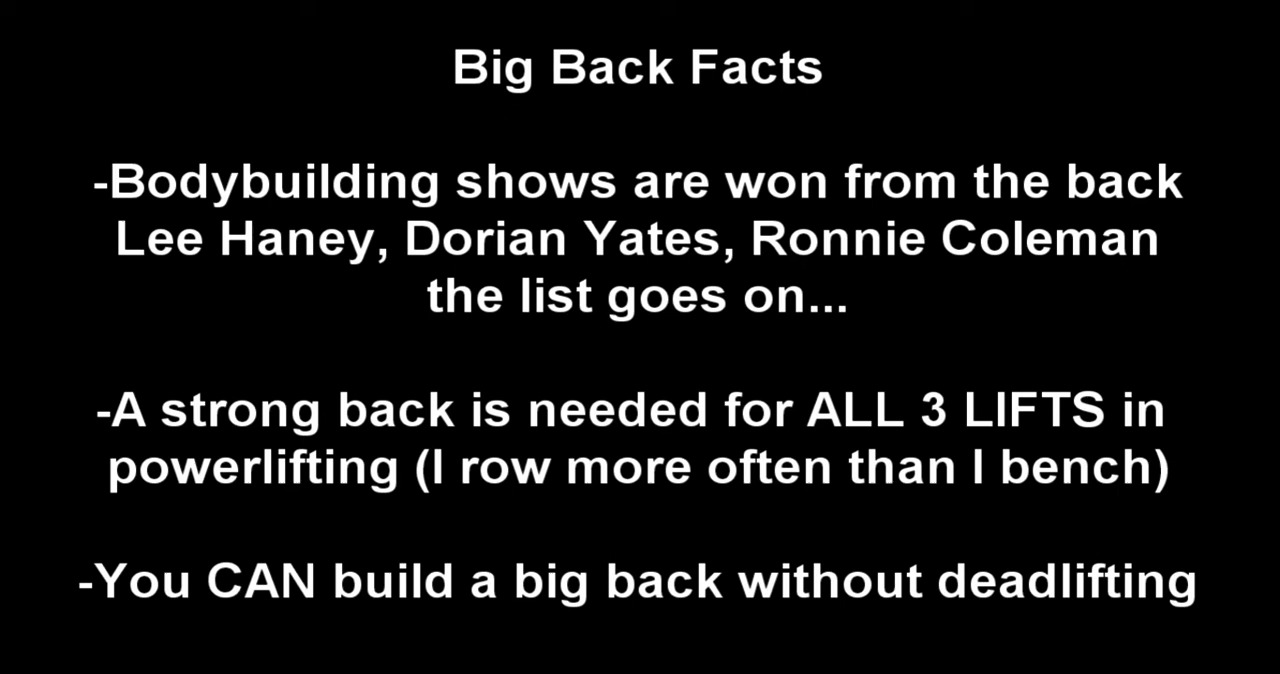 Big Back Facts
-Bodybuilding shows are won from the back
Lee Haney, Dorian Yates, Ronnie Coleman
the list goes on...
-A strong back is needed for ALL 3 LIFTS in
powerlifting (I row more often than I bench)
-You CAN build a big back without deadlifting